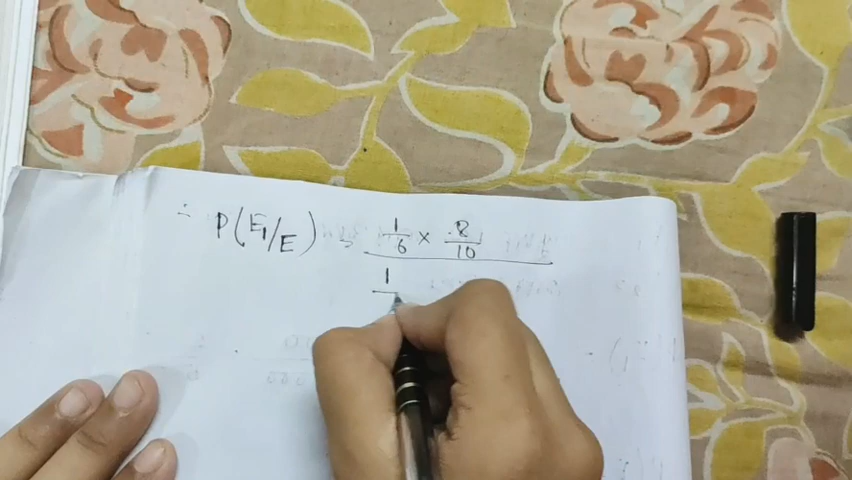 ∴ P(E₁/E) = 1/6 × 8/10
1